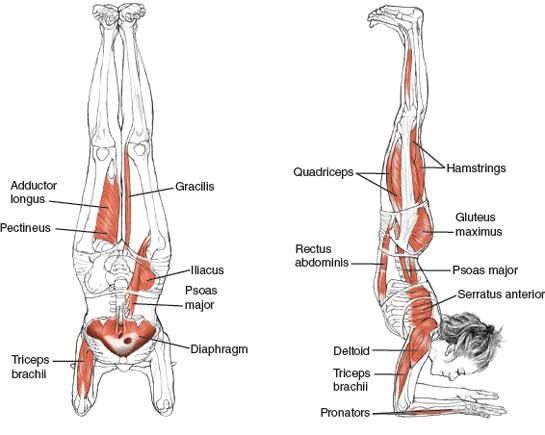 Adductor
longus
Pectineus
Gracilis
Iliacus
Psoas
major
Diaphragm
Triceps
brachii
Quadriceps
Hamstrings
Gluteus
maximus
Rectus
abdominis
Psoas major
Serratus anterior
Deltoid
Triceps
brachii
Pronators